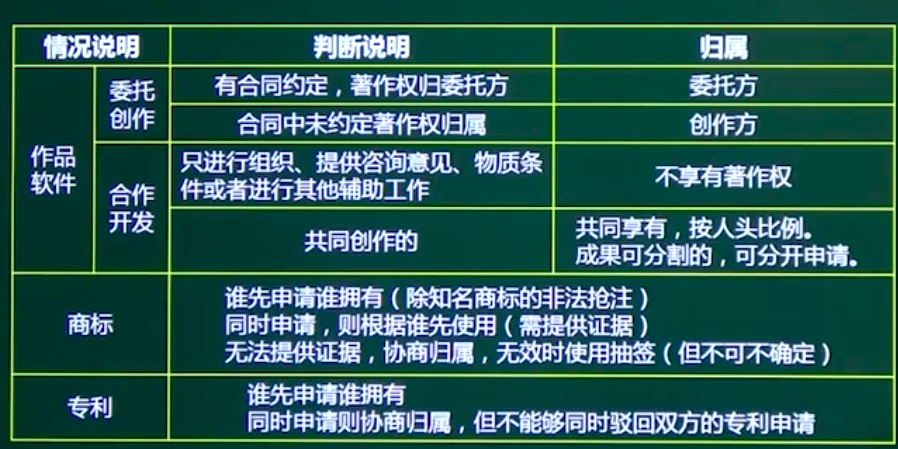 情况说明
判断说明
归属
作品
软件
委托
创作
有合同约定，著作权归委托方
委托方
合同中未约定著作权归属
创作方
合作
开发
只进行组织、提供咨询意见、物质条
件或者进行其他辅助工作
不享有著作权
共同创作的
共同享有，按人头比例。
成果可分割的，可分开申请。
商标
谁先申请谁拥有（除知名商标的非法抢注）
同时申请，则根据谁先使用（需提供证据）
无法提供证据，协商归属，无效时使用抽签（但不可不确定）
专利
谁先申请谁拥有
同时申请则协商归属，但不能够同时驳回双方的专利申请